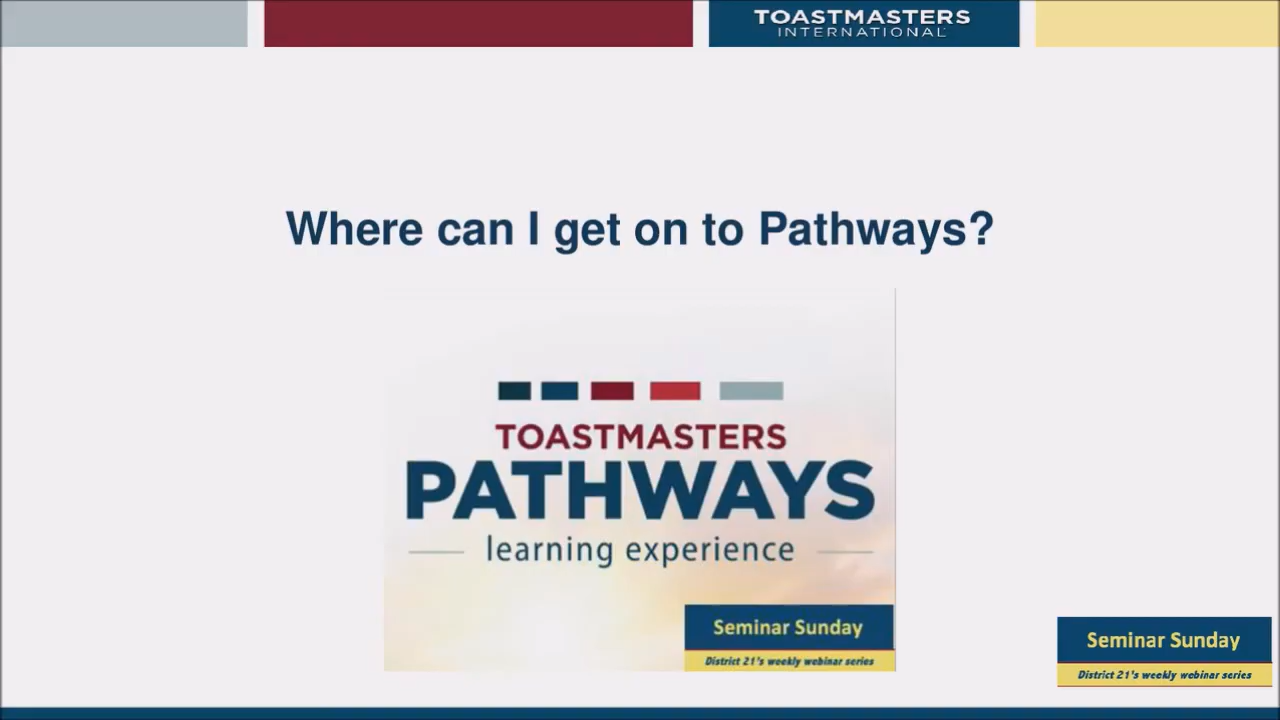 TOASTMASTERS
INTERNATIONAL
Where can I get on to Pathways?
TOASTMASTERS
PATHWAYS
learning experience
Seminar Sunday
District 21's weekly webinar series
Seminar Sunday
District 21's weekly webinar series